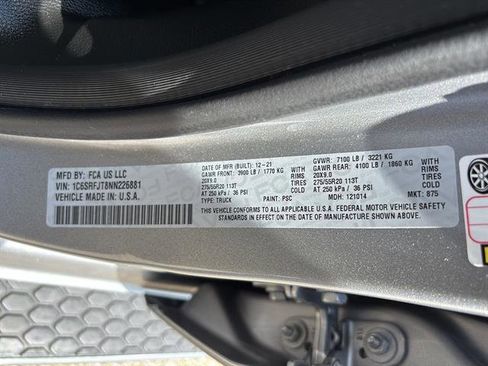 MFD BY: FCA US LLC
VIN: 1C6SRFJT8NN226881
VEHICLE MADE IN: U.S.A.
DATE OF MFR (BUILT): 12-21
GAWR FRONT: 3900 LB / 1770 KG
WITH
TIRES
RIMS
275/55R20 113T
20X9.0
AT 250 kPa / 36 PSI
TYPE: TRUCK
PAINT: PSC
GVWR: 7100 LB / 3221 KG
GAWR REAR: 4100 LB / 1860 KG
WITH
TIRES
RIMS
275/55R20 113T
20X9.0
AT 250 kPa / 36 PSI
MDH: 121014
MKT: 875
THIS VEHICLE CONFORMS TO ALL APPLICABLE U.S.A. FEDERAL MOTOR VEHICLE SAFETY
STANDARDS IN EFFECT ON THE DATE OF MANUFACTURE SHOWN ABOVE.